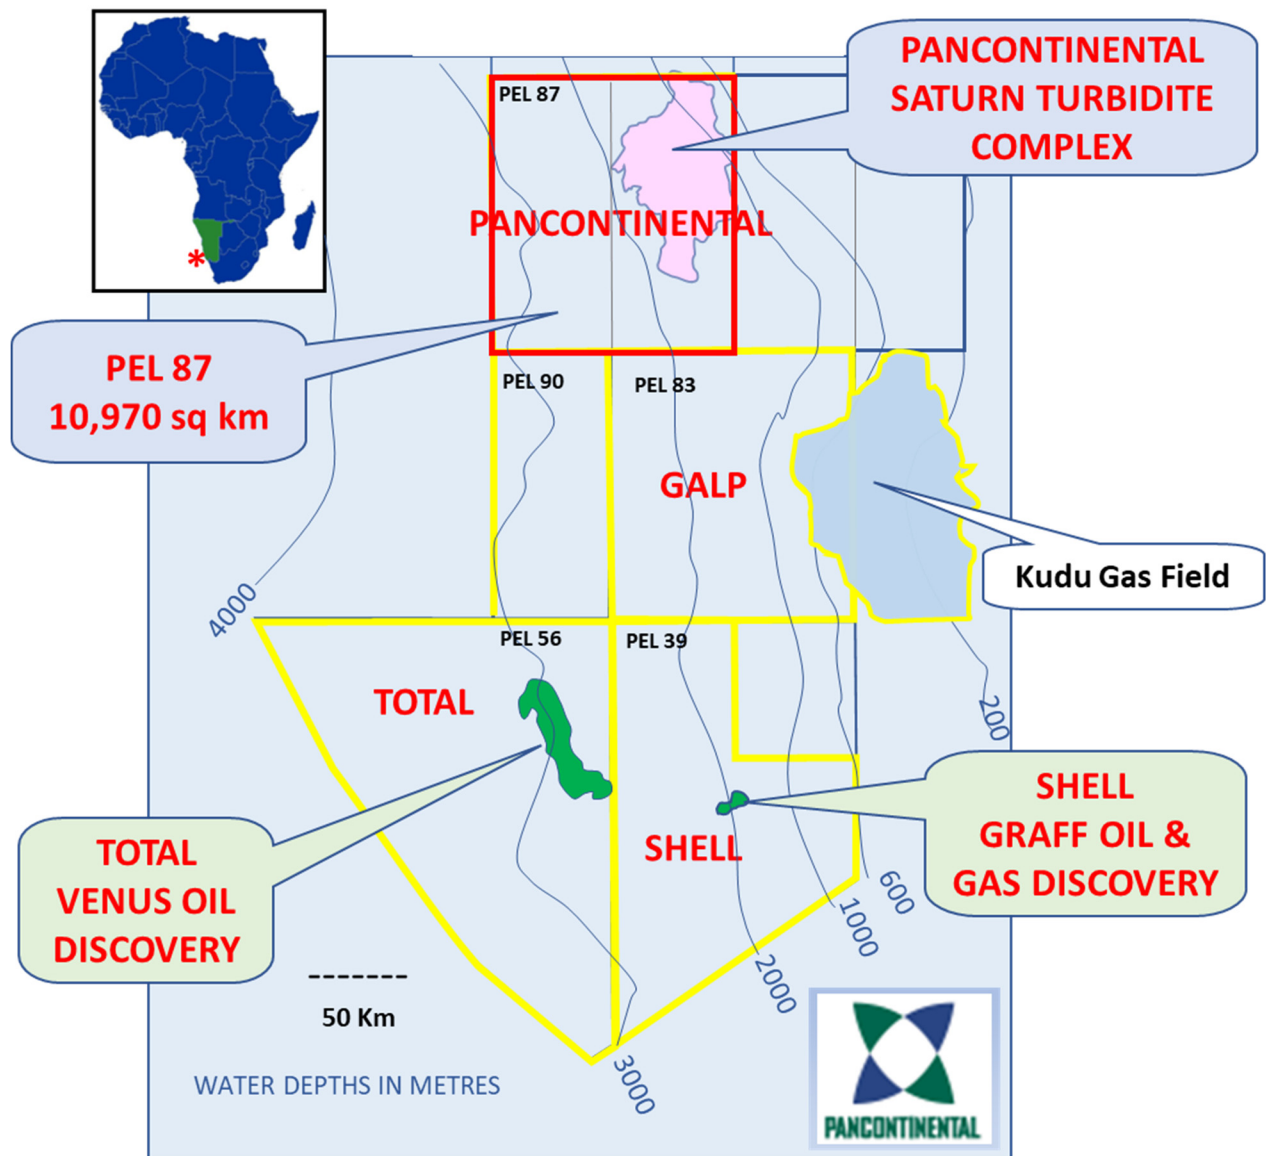 PANCONTINENTAL
SATURN TURBIDITE
COMPLEX
PEL 87
PANCONTINENTAL
*
PEL 87
10,970 sq km
PEL 90
PEL 83
GALP
Kudu Gas Field
4000
PEL 56
PEL 39
TOTAL
200
SHELL
GRAFF OIL &
GAS DISCOVERY
TOTAL
VENUS OIL
DISCOVERY
SHELL
600
1000
2000
3000
50 Km
WATER DEPTHS IN METRES
PANCONTINENTAL